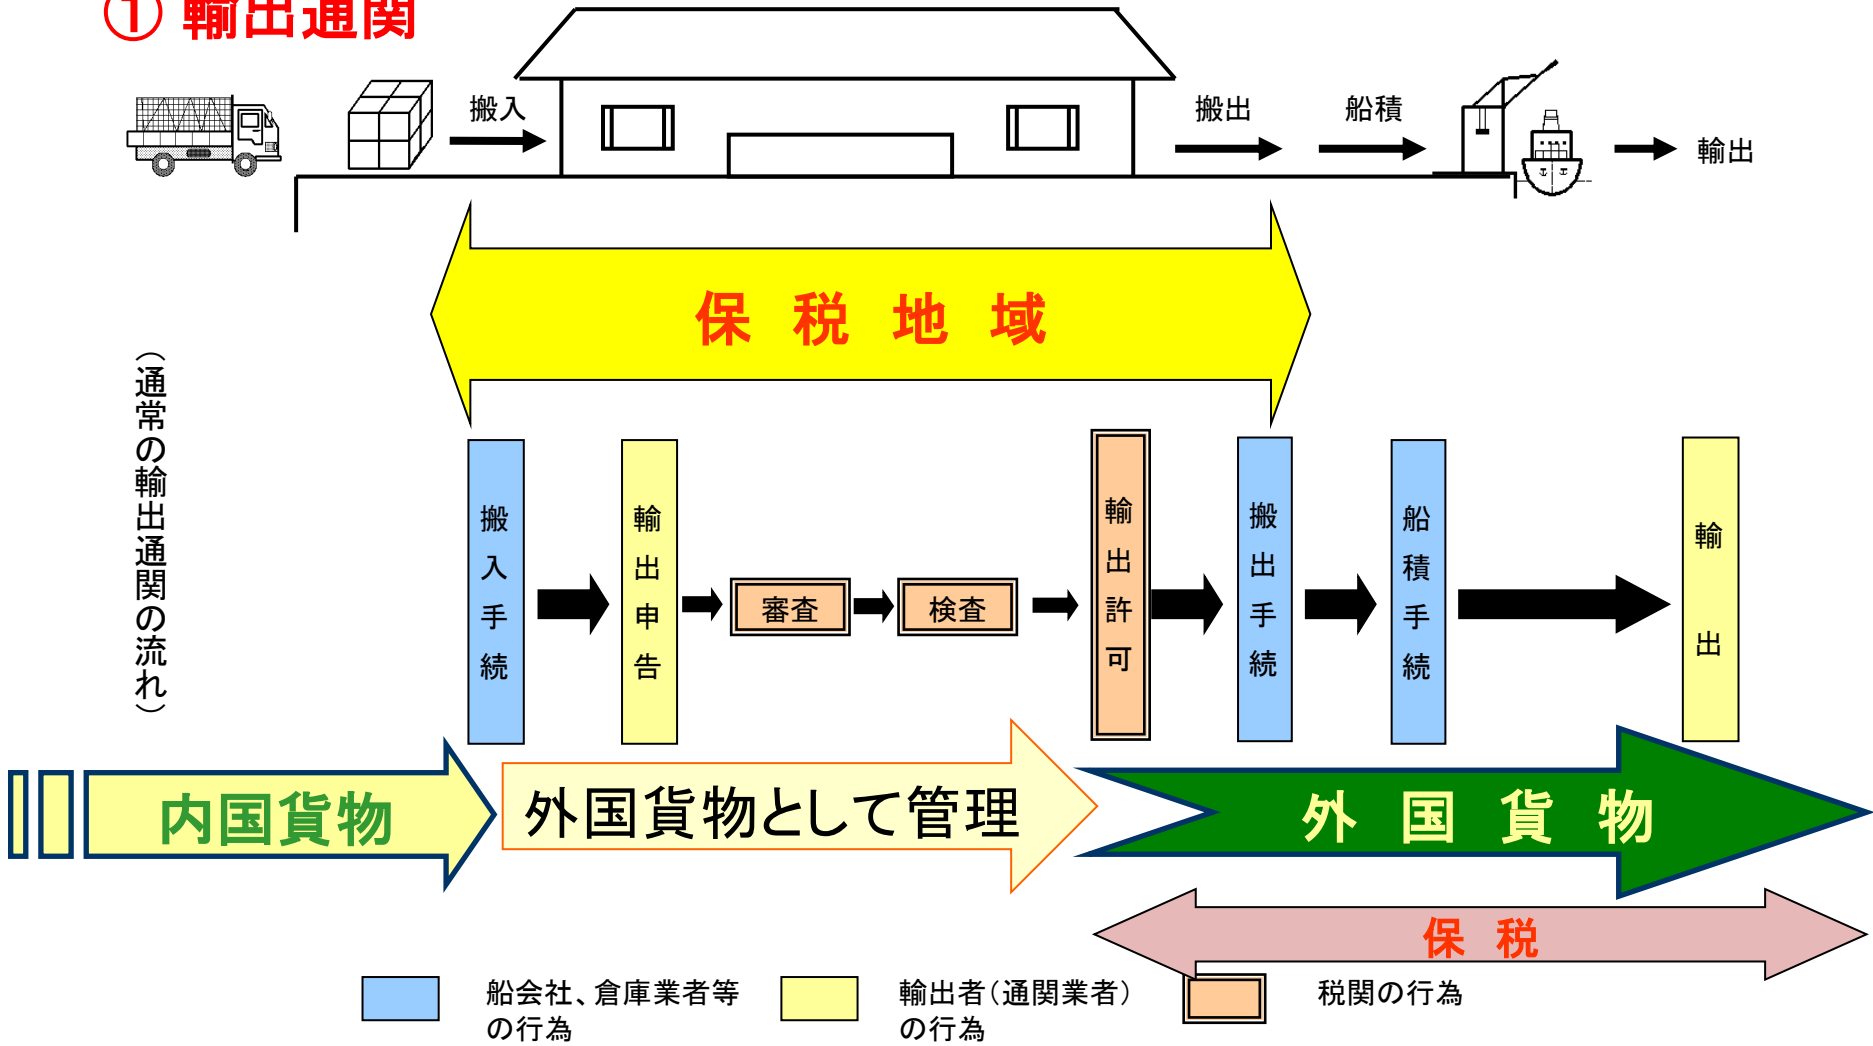 ① 輸出通関
搬入
搬出
船積
輸出
保 税 地 域
（通常の輸出通関の流れ）
搬入手続
輸出申告
審査
検査
輸出許可
搬出手続
船積手続
輸出
内国貨物
外国貨物として管理
外 国 貨 物
保 税
船会社、倉庫業者等
の行為
輸出者（通関業者）
の行為
税関の行為